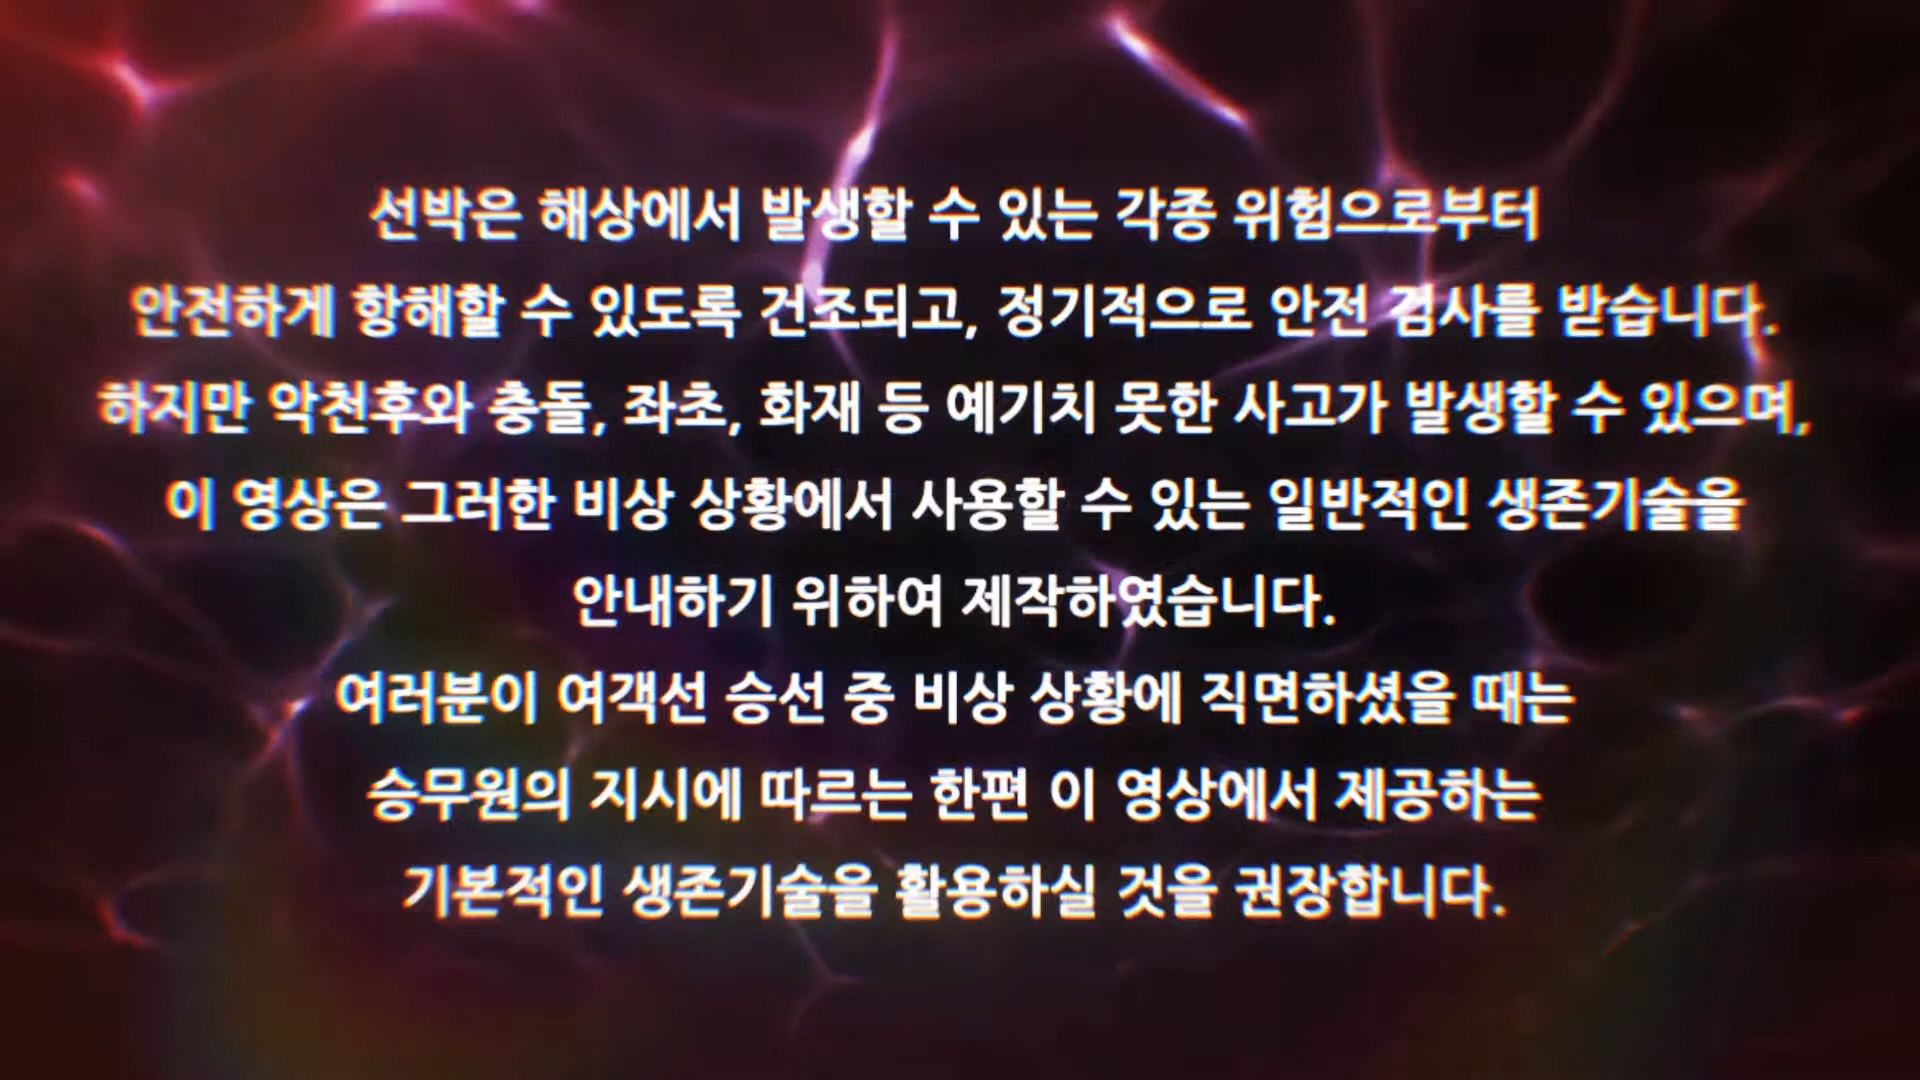 선박은 해상에서 발생할 수 있는 각종 위험으로부터
안전하게 항해할 수 있도록 건조되고, 정기적으로 안전 검사를 받습니다.
하지만 악천후와 충돌, 좌초, 화재 등 예기치 못한 사고가 발생할 수 있으며,
이 영상은 그러한 비상 상황에서 사용할 수 있는 일반적인 생존기술을
안내하기 위하여 제작하였습니다.
여러분이 여객선 승선 중 비상 상황에 직면하셨을 때는
승무원의 지시에 따르는 한편 이 영상에서 제공하는
기본적인 생존기술을 활용하실 것을 권장합니다.